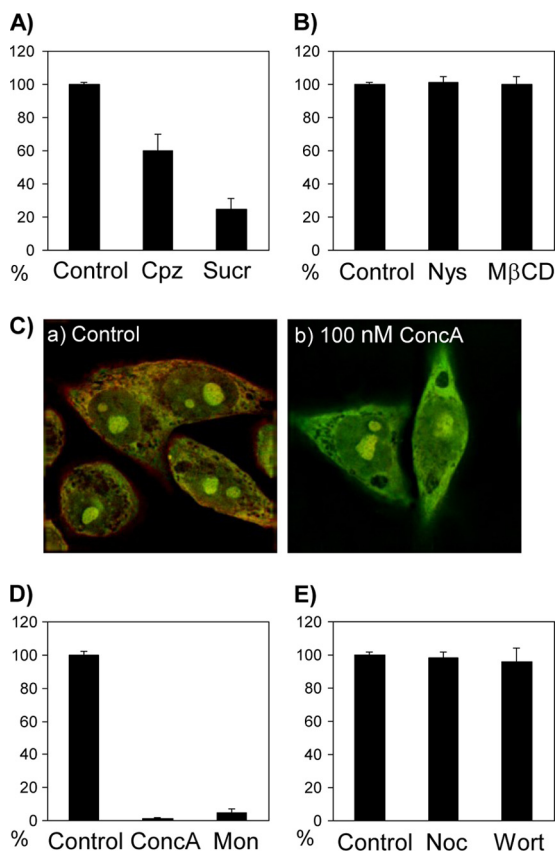 A)
120
100
80
60
40
20
0
%
Control Cpz Sucr
B)
120
100
80
60
40
20
0
%
Control Nys MβCD
C)
a) Control
b) 100 nM ConcA
D)
120
100
80
60
40
20
0
%
Control ConcA Mon
E)
120
100
80
60
40
20
0
%
Control Noc Wort